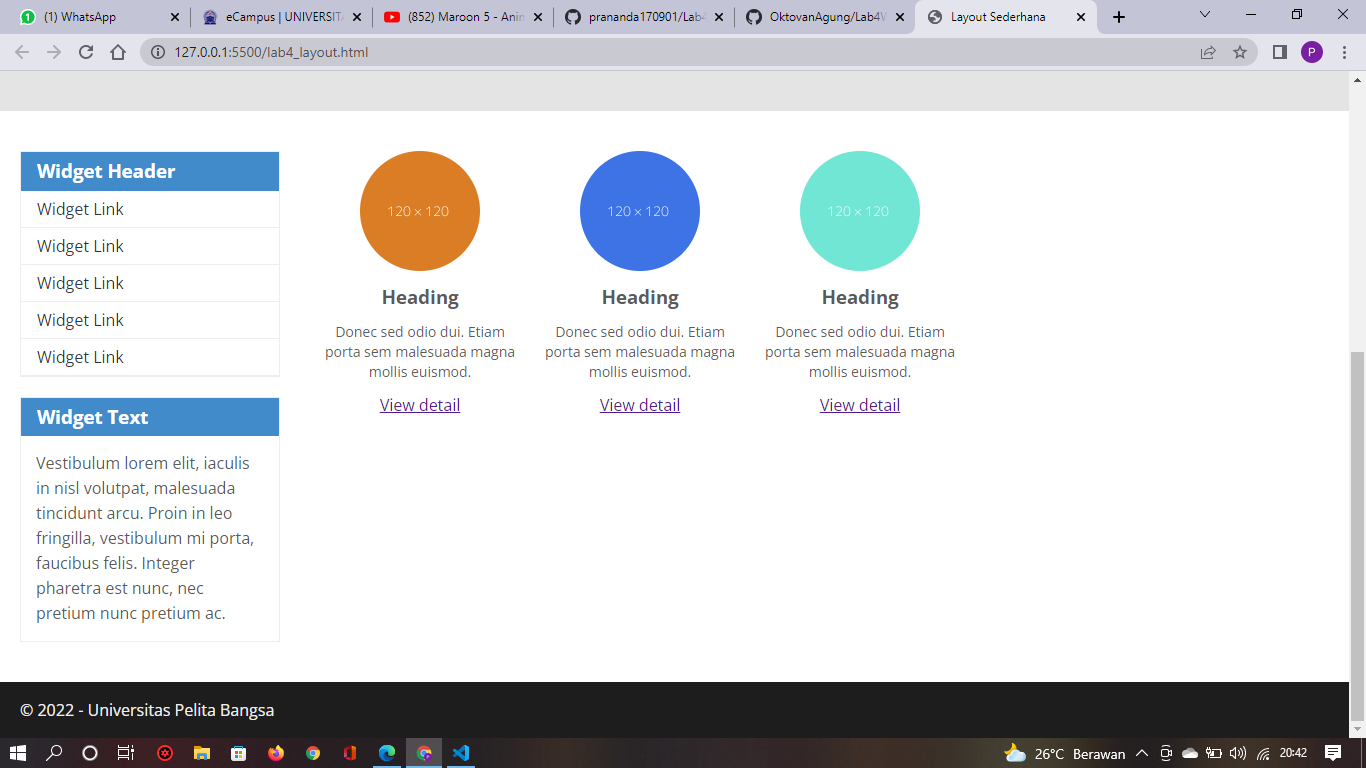 (1) WhatsApp
eCampus | UNIVERSIT
(852) Maroon 5 - Anim
prananda170901/Lab4
OktovanAgung/Lab4W
Layout Sederhana
127.0.0.1:5500/lab4_layout.html
P
Widget Header
Widget Link
Widget Link
Widget Link
Widget Link
Widget Link
Widget Text
Vestibulum lorem elit, iaculis
in nisl volutpat, malesuada
tincidunt arcu. Proin in leo
fringilla, vestibulum mi porta,
faucibus felis. Integer
pharetra est nunc, nec
pretium nunc pretium ac.
120 × 120
Heading
Donec sed odio dui. Etiam
porta sem malesuada magna
mollis euismod.
View detail
120 × 120
Heading
Donec sed odio dui. Etiam
porta sem malesuada magna
mollis euismod.
View detail
120 × 120
Heading
Donec sed odio dui. Etiam
porta sem malesuada magna
mollis euismod.
View detail
© 2022 - Universitas Pelita Bangsa
26°C Berawan
20:42